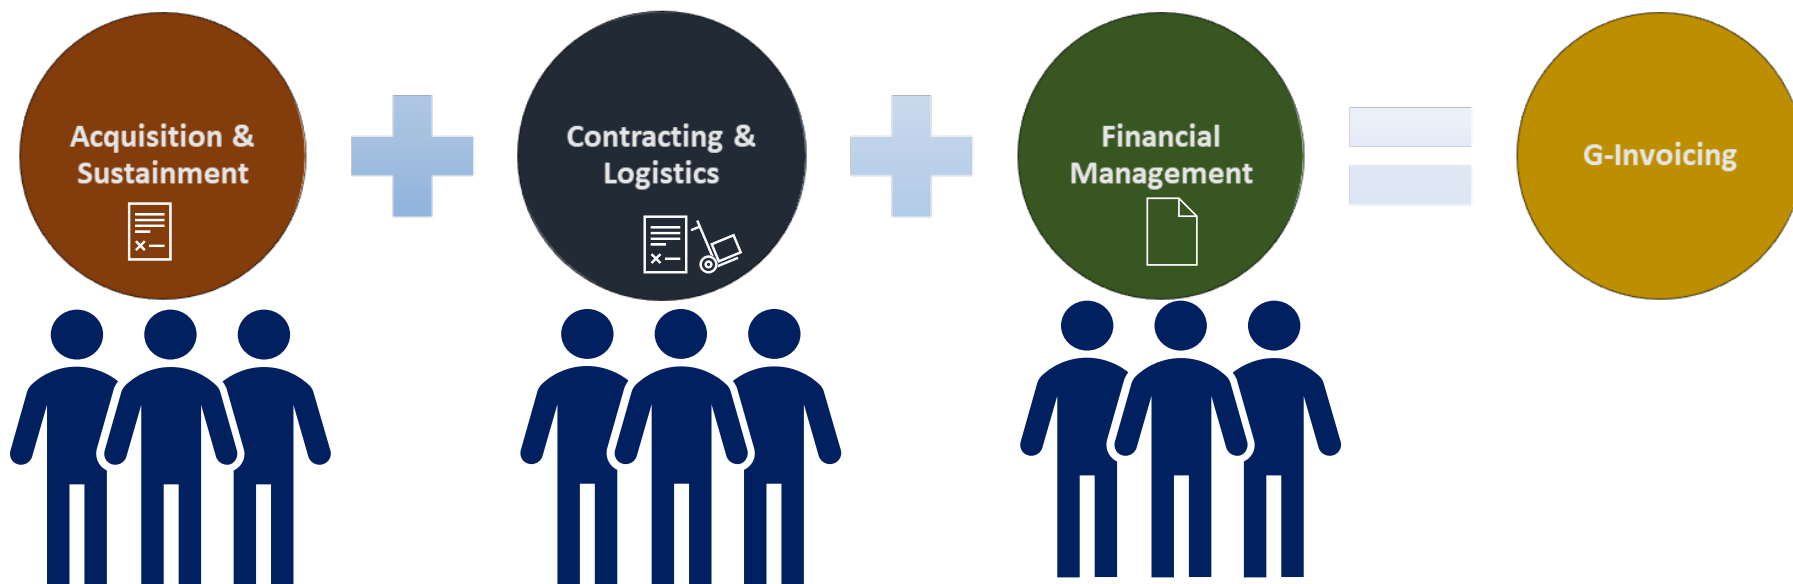 Acquisition &
Sustainment
Contracting &
Logistics
Financial
Management
G-Invoicing